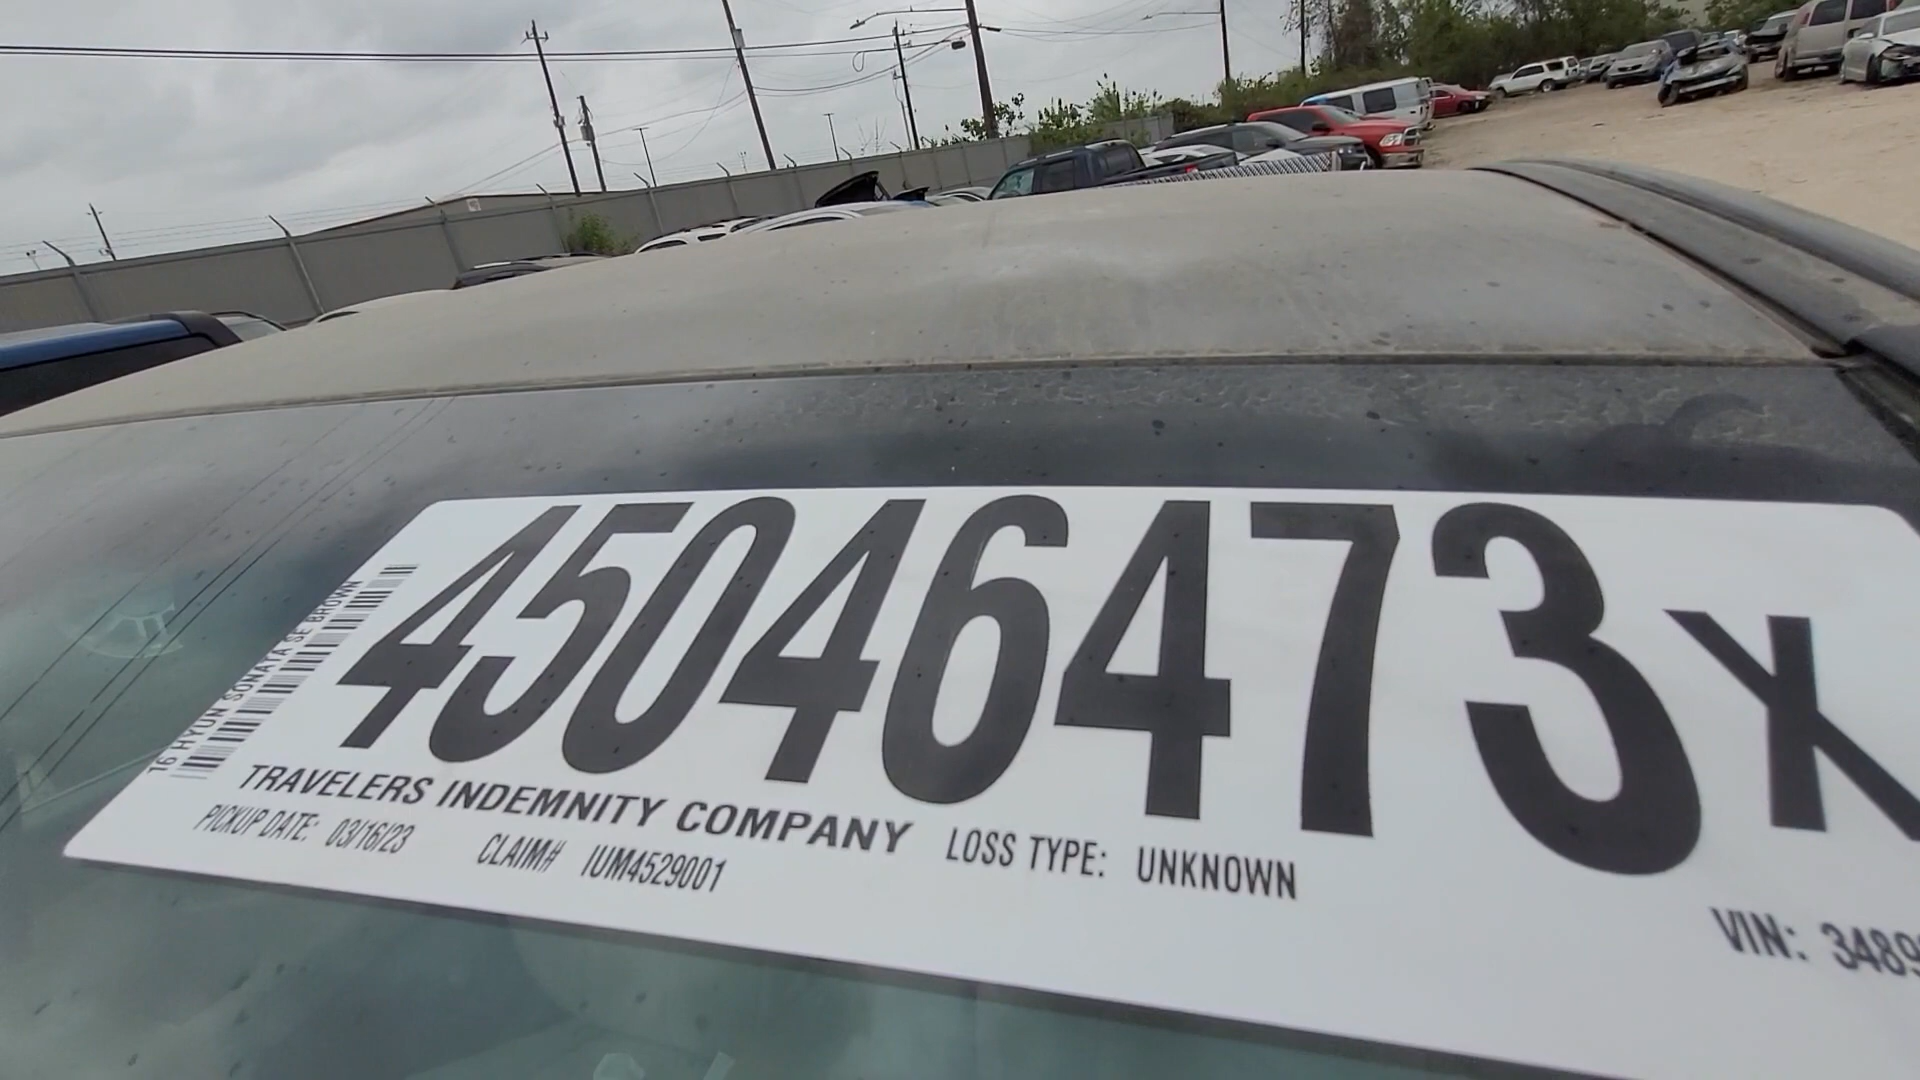 45046473X
16 HYUN SONATA SE BROWN
TRAVELERS INDEMNITY COMPANY
PICKUP DATE: 03/16/23 CLAIM# IUM4529001 LOSS TYPE: UNKNOWN
VIN: 3489